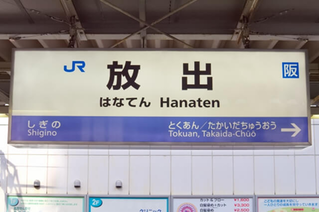 JR 放出 阪
はなてん Hanaten
しぎの とくあん／たかいだちゅうおう
Shigino Tokuan, Takaida-Chūō
2F